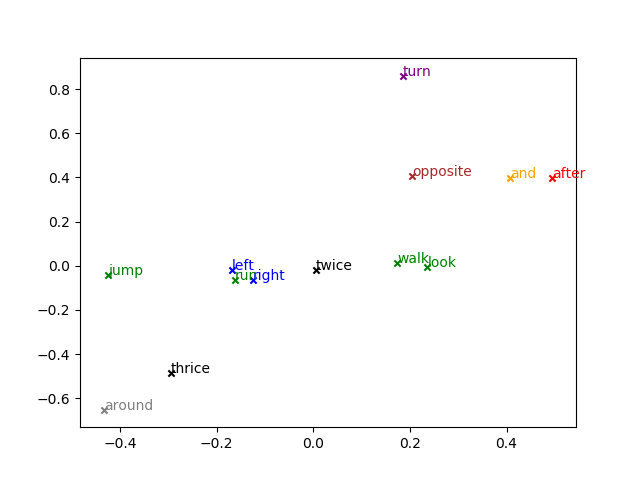 turn
0.8
0.6
opposite
and
after
0.4
0.2
left
twice
walk
look
jump
run
right
0.0
−0.2
−0.4
thrice
around
−0.6
−0.4
−0.2
0.0
0.2
0.4